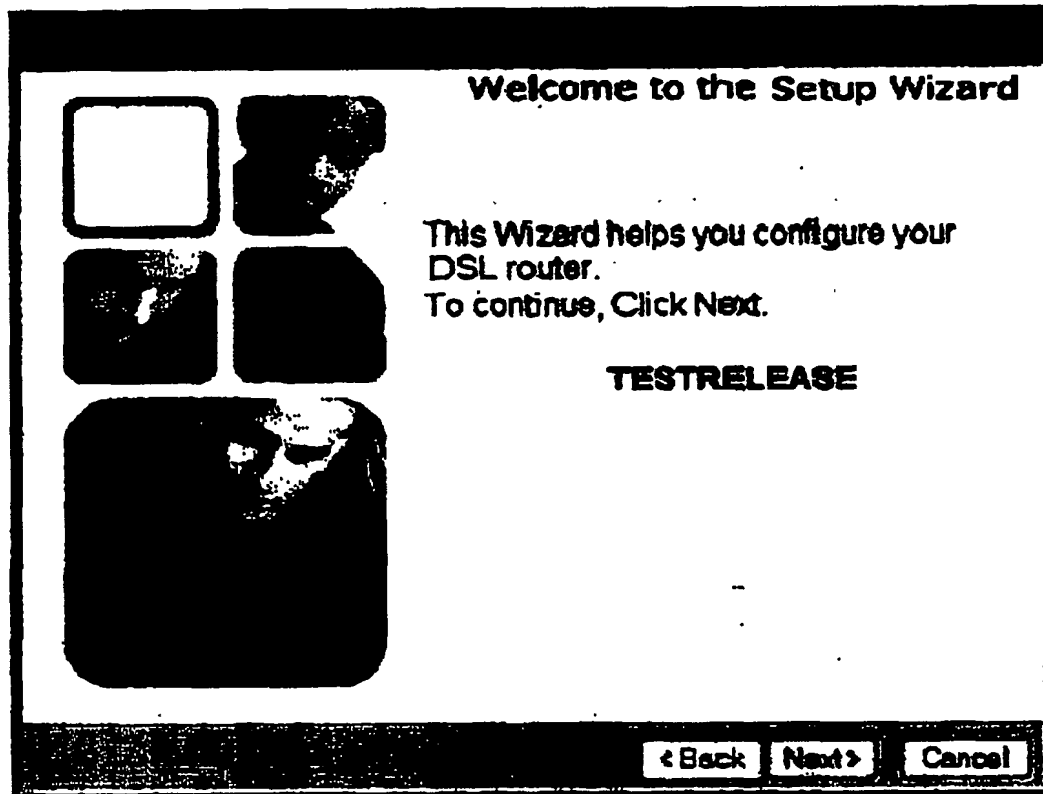 Welcome to the Setup Wizard
This Wizard helps you configure your
DSL router.
To continue, Click Next.
TESTRELEASE
<Back Next> Cancel